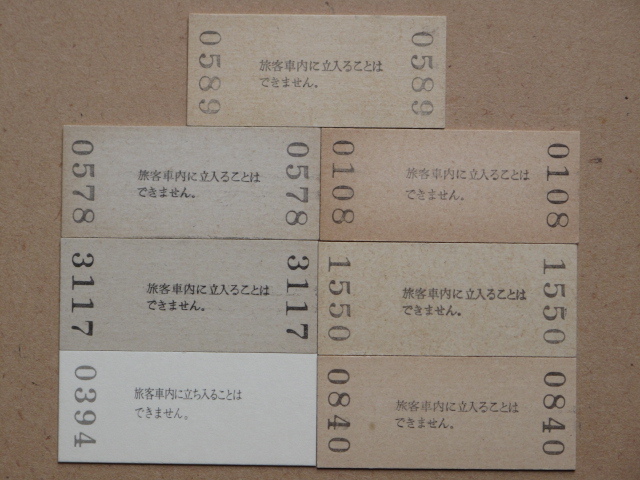 0589
旅客車内に立入ることは
できません。
0589
0578
旅客車内に立入ることは
できません。
0578
0108
旅客車内に立入ることは
できません。
0108
3117
旅客車内に立入ることは
できません。
3117
1550
旅客車内に立入ることは
できません。
1550
0394
旅客車内に立ち入ることは
できません。
0840
旅客車内に立入ることは
できません。
0840